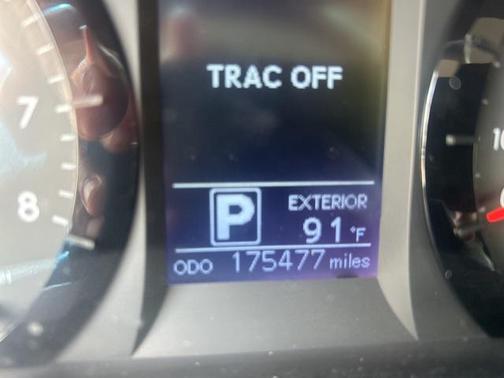 TRAC OFF
7
8
P
EXTERIOR
91°F
ODO 175477 miles